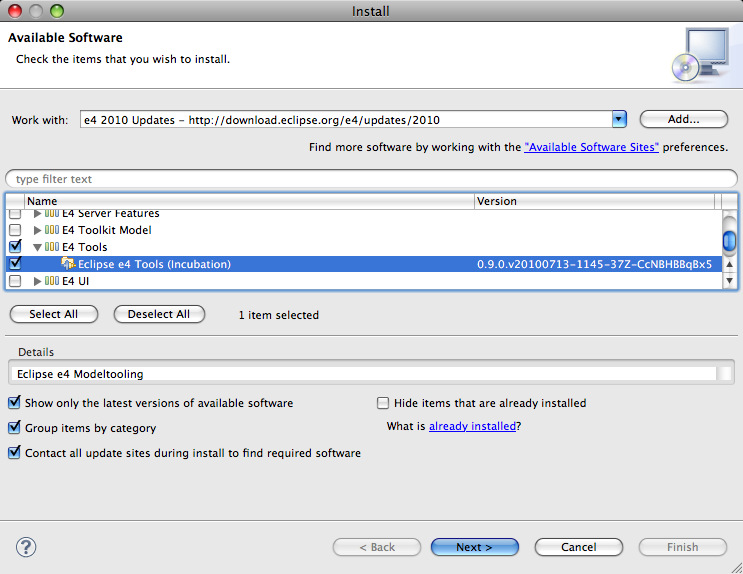 Install
Available Software
Check the items that you wish to install.
Work with: e4 2010 Updates – http://download.eclipse.org/e4/updates/2010 Add...
Find more software by working with the "Available Software Sites" preferences.
type filter text
Name Version
E4 Server Features
E4 Toolkit Model
E4 Tools
Eclipse e4 Tools (Incubation) 0.9.0.v20100713-1145-37Z-CcNBHBBqBx5
E4 UI
Select All Deselect All 1 item selected
Details
Eclipse e4 Modeltooling
Show only the latest versions of available software Hide items that are already installed
Group items by category What is already installed?
Contact all update sites during install to find required software
? < Back Next > Cancel Finish